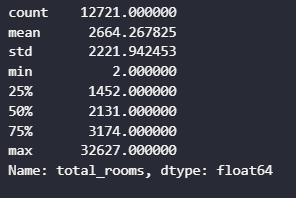 count    12721.000000
mean      2664.267825
std       2221.942453
min          2.000000
25%       1452.000000
50%       2131.000000
75%       3174.000000
max      32627.000000
Name: total_rooms, dtype: float64